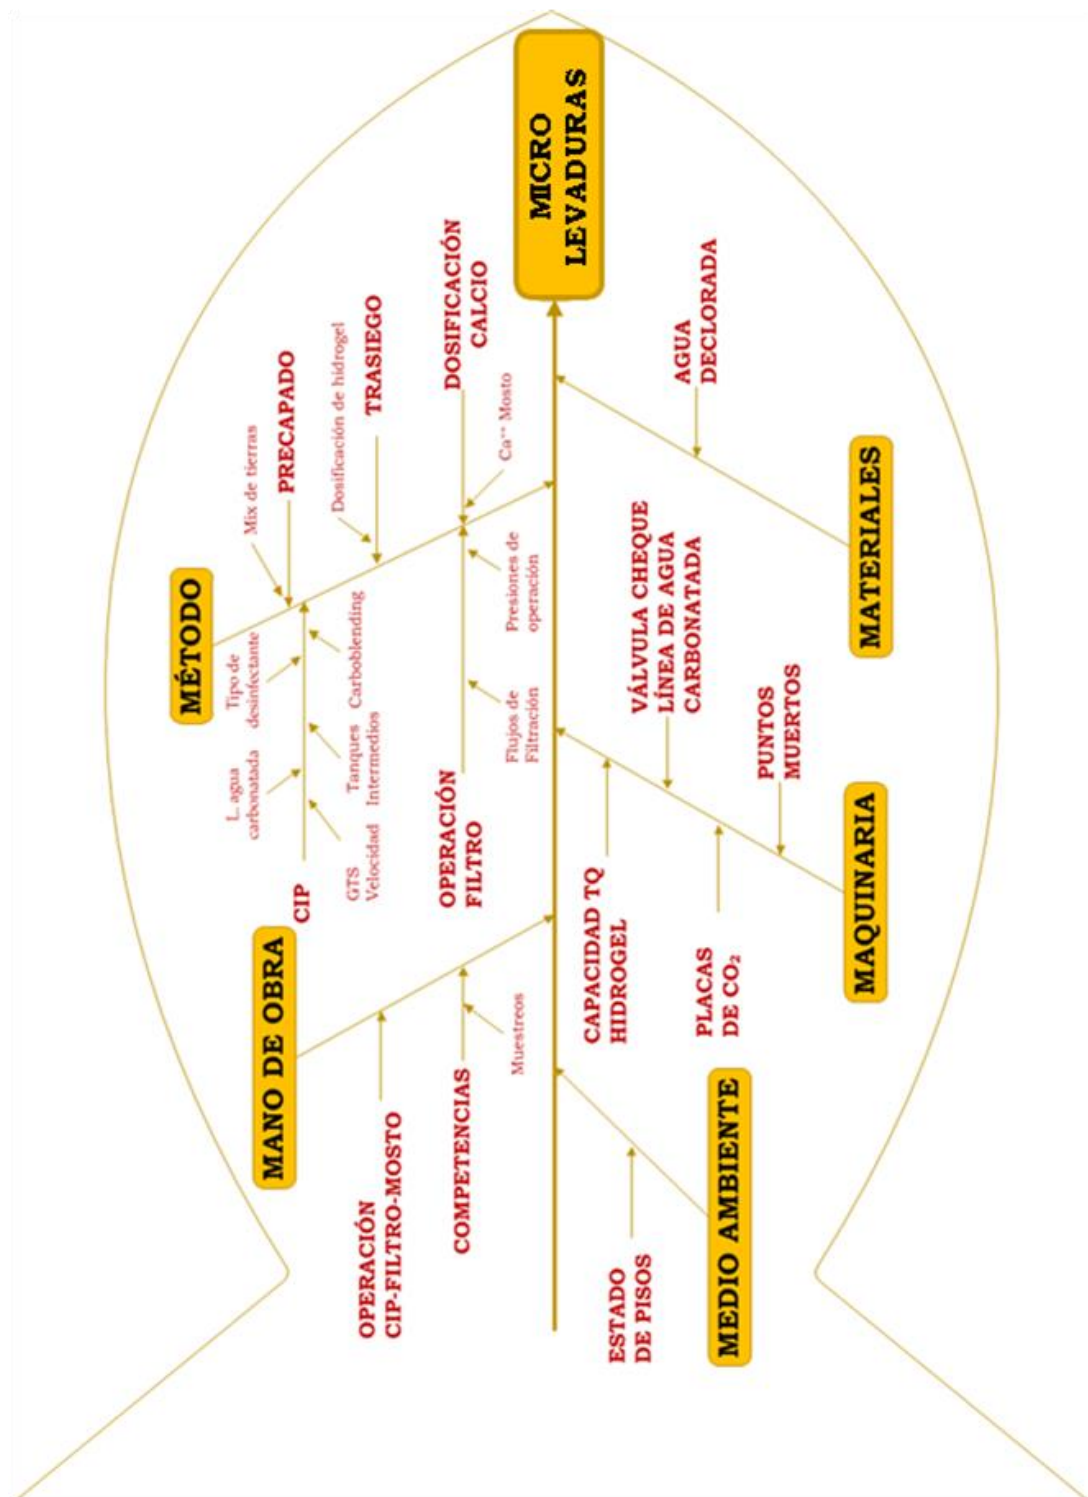 MANO DE OBRA
OPERACIÓN
CIP-FILTRO-MOSTO
COMPETENCIAS
Muestreos
MÉTODO
CIP
L. agua
carbonatada
Tipo de
desinfectante
GTS
Velocidad
Tanques
Intermedios
Carboblending
Mix de tierras
PRECAPADO
Dosificación de hidrogel
TRASIEGO
OPERACIÓN
FILTRO
Flujos de
Filtración
Presiones de
operación
DOSIFICACIÓN
CALCIO
Ca⁺⁺ Mosto
MICRO
LEVADURAS
ESTADO
DE PISOS
MEDIO AMBIENTE
CAPACIDAD TQ
HIDROGEL
VÁLVULA CHEQUE
LÍNEA DE AGUA
CARBONATADA
PLACAS
DE CO₂
PUNTOS
MUERTOS
MAQUINARIA
AGUA
DECLORADA
MATERIALES